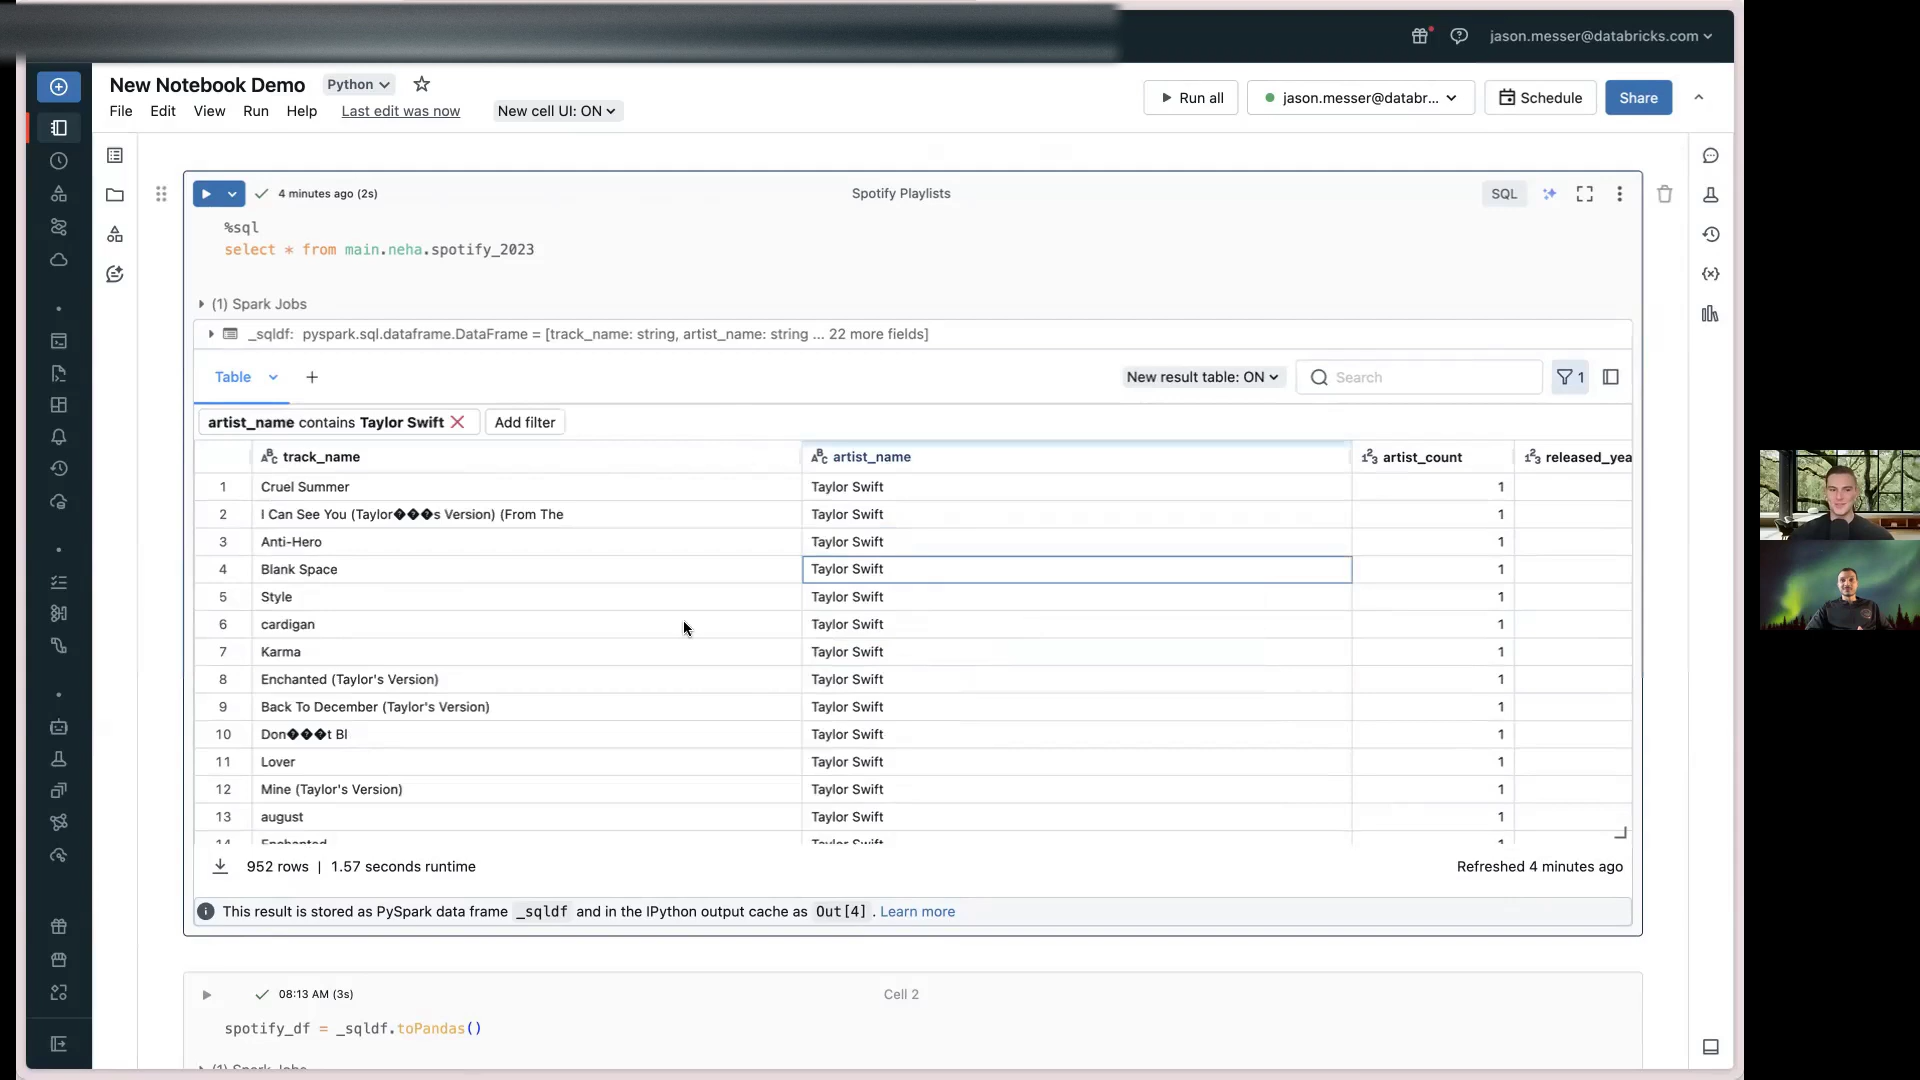 jason.messer@databricks.com
New Notebook Demo
Python
File Edit View Run Help Last edit was now New cell UI: ON
Run all
jason.messer@databr...
Schedule
Share
4 minutes ago (2s)
Spotify Playlists
SQL
%sql
select * from main.neha.spotify_2023
(1) Spark Jobs
_sqldf: pyspark.sql.dataframe.DataFrame = [track_name: string, artist_name: string ... 22 more fields]
Table
New result table: ON
Search
1
artist_name contains Taylor Swift
Add filter
track_name artist_name artist_count released_yea
1 Cruel Summer Taylor Swift 1
2 I Can See You (Taylor���s Version) (From The Taylor Swift 1
3 Anti-Hero Taylor Swift 1
4 Blank Space Taylor Swift 1
5 Style Taylor Swift 1
6 cardigan Taylor Swift 1
7 Karma Taylor Swift 1
8 Enchanted (Taylor's Version) Taylor Swift 1
9 Back To December (Taylor's Version) Taylor Swift 1
10 Don���t Bl Taylor Swift 1
11 Lover Taylor Swift 1
12 Mine (Taylor's Version) Taylor Swift 1
13 august Taylor Swift 1
14 Enchanted Taylor Swift 1
952 rows | 1.57 seconds runtime
Refreshed 4 minutes ago
This result is stored as PySpark data frame _sqldf and in the IPython output cache as Out[4] . Learn more
08:13 AM (3s)
Cell 2
spotify_df = _sqldf.toPandas()
(1) Spark Jobs